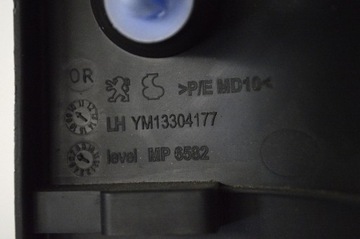 OR >P/E MD10<
LH YM13304177
level MP 6582